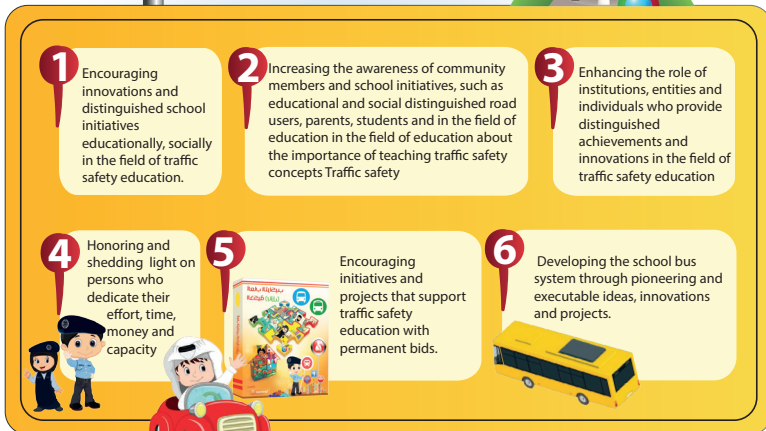 1
Encouraging
innovations and
distinguished school
initiatives
educationally, socially
in the field of traffic
safety education.
2
Increasing the awareness of community
members and school initiatives, such as
educational and social distinguished road
users, parents, students and in the field of
education in the field of education about
the importance of teaching traffic safety
concepts Traffic safety
3
Enhancing the role of
institutions, entities and
individuals who provide
distinguished
achievements and
innovations in the field of
traffic safety education
4
Honoring and
shedding light on
persons who
dedicate their
effort, time,
money and
capacity
5
Encouraging
initiatives and
projects that support
traffic safety
education with
permanent bids.
6
Developing the school bus
system through pioneering and
executable ideas, innovations
and projects.